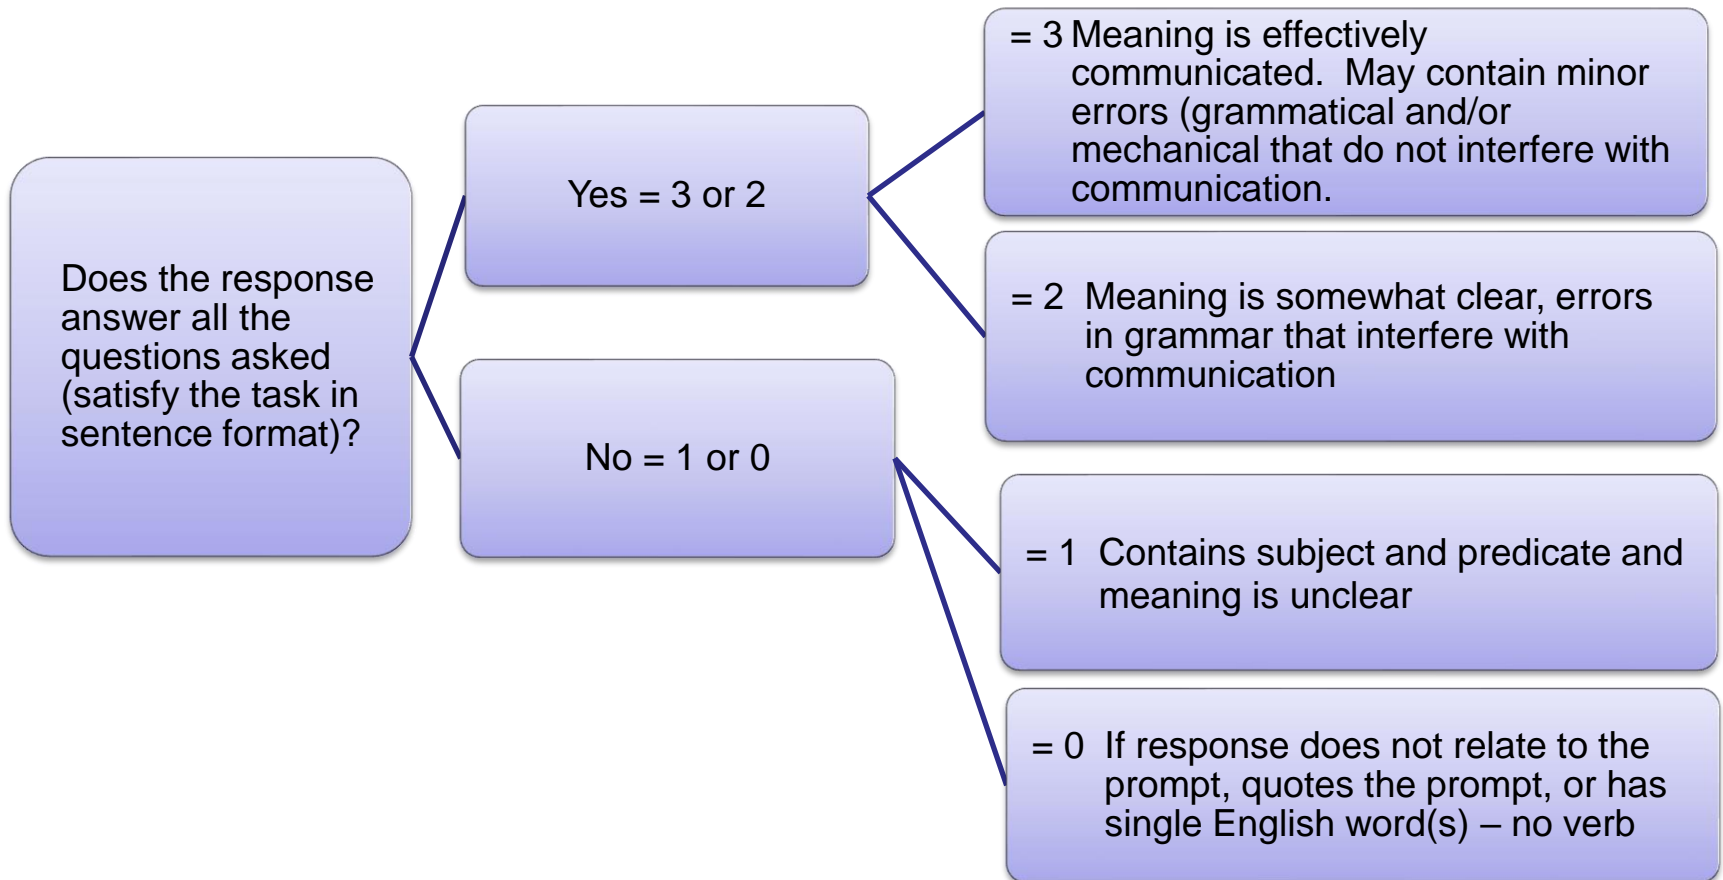 Does the response
answer all the
questions asked
(satisfy the task in
sentence format)?
Yes = 3 or 2
No = 1 or 0
= 3 Meaning is effectively
communicated.  May contain minor
errors (grammatical and/or
mechanical that do not interfere with
communication.
= 2  Meaning is somewhat clear, errors
in grammar that interfere with
communication
= 1  Contains subject and predicate and
meaning is unclear
= 0  If response does not relate to the
prompt, quotes the prompt, or has
single English word(s) – no verb